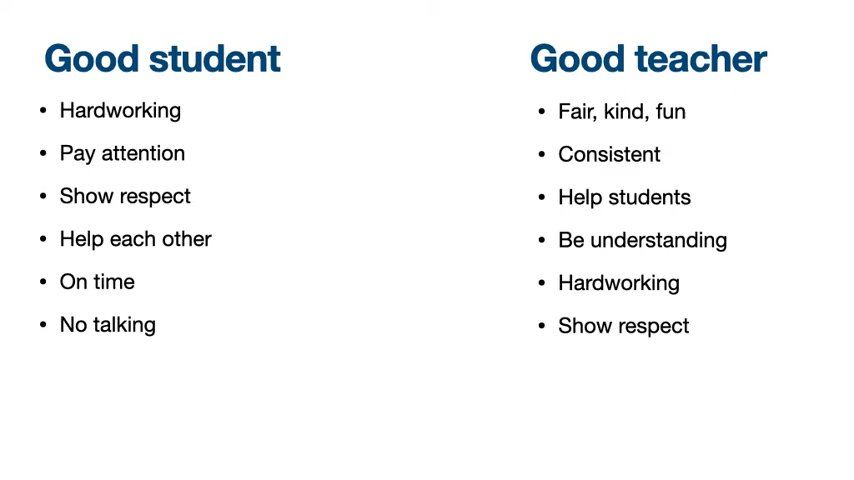 Good student
• Hardworking
• Pay attention
• Show respect
• Help each other
• On time
• No talking
Good teacher
• Fair, kind, fun
• Consistent
• Help students
• Be understanding
• Hardworking
• Show respect